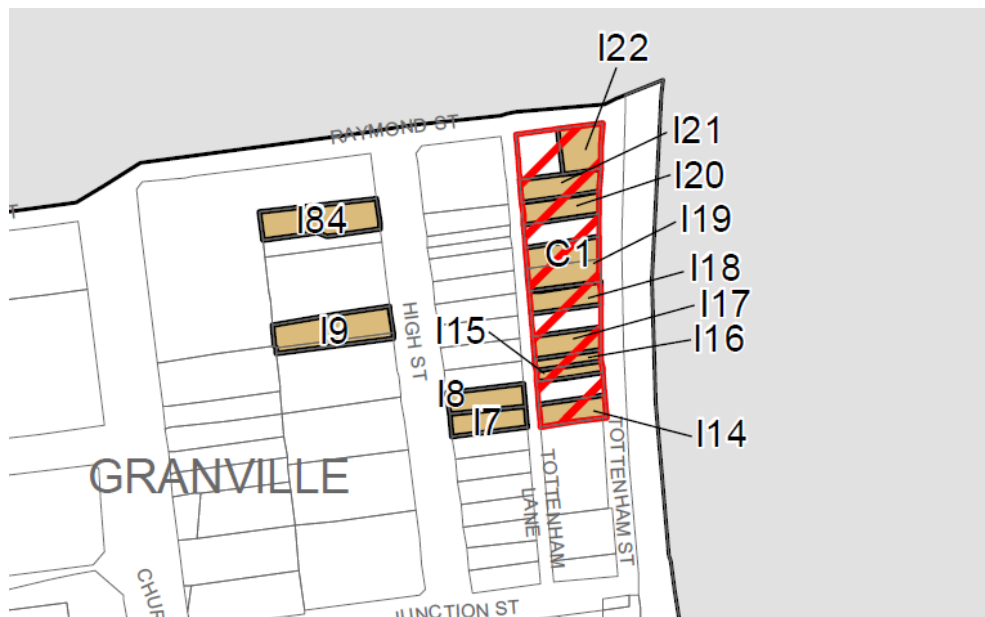 I22
RAYMOND ST
I21
I20
I84
I19
C1
I18
HIGH ST
I17
I9
I15
I16
I8
I7
I14
GRANVILLE
TOTTENHAM
LANE
TOTTENHAM ST
JUNCTION ST